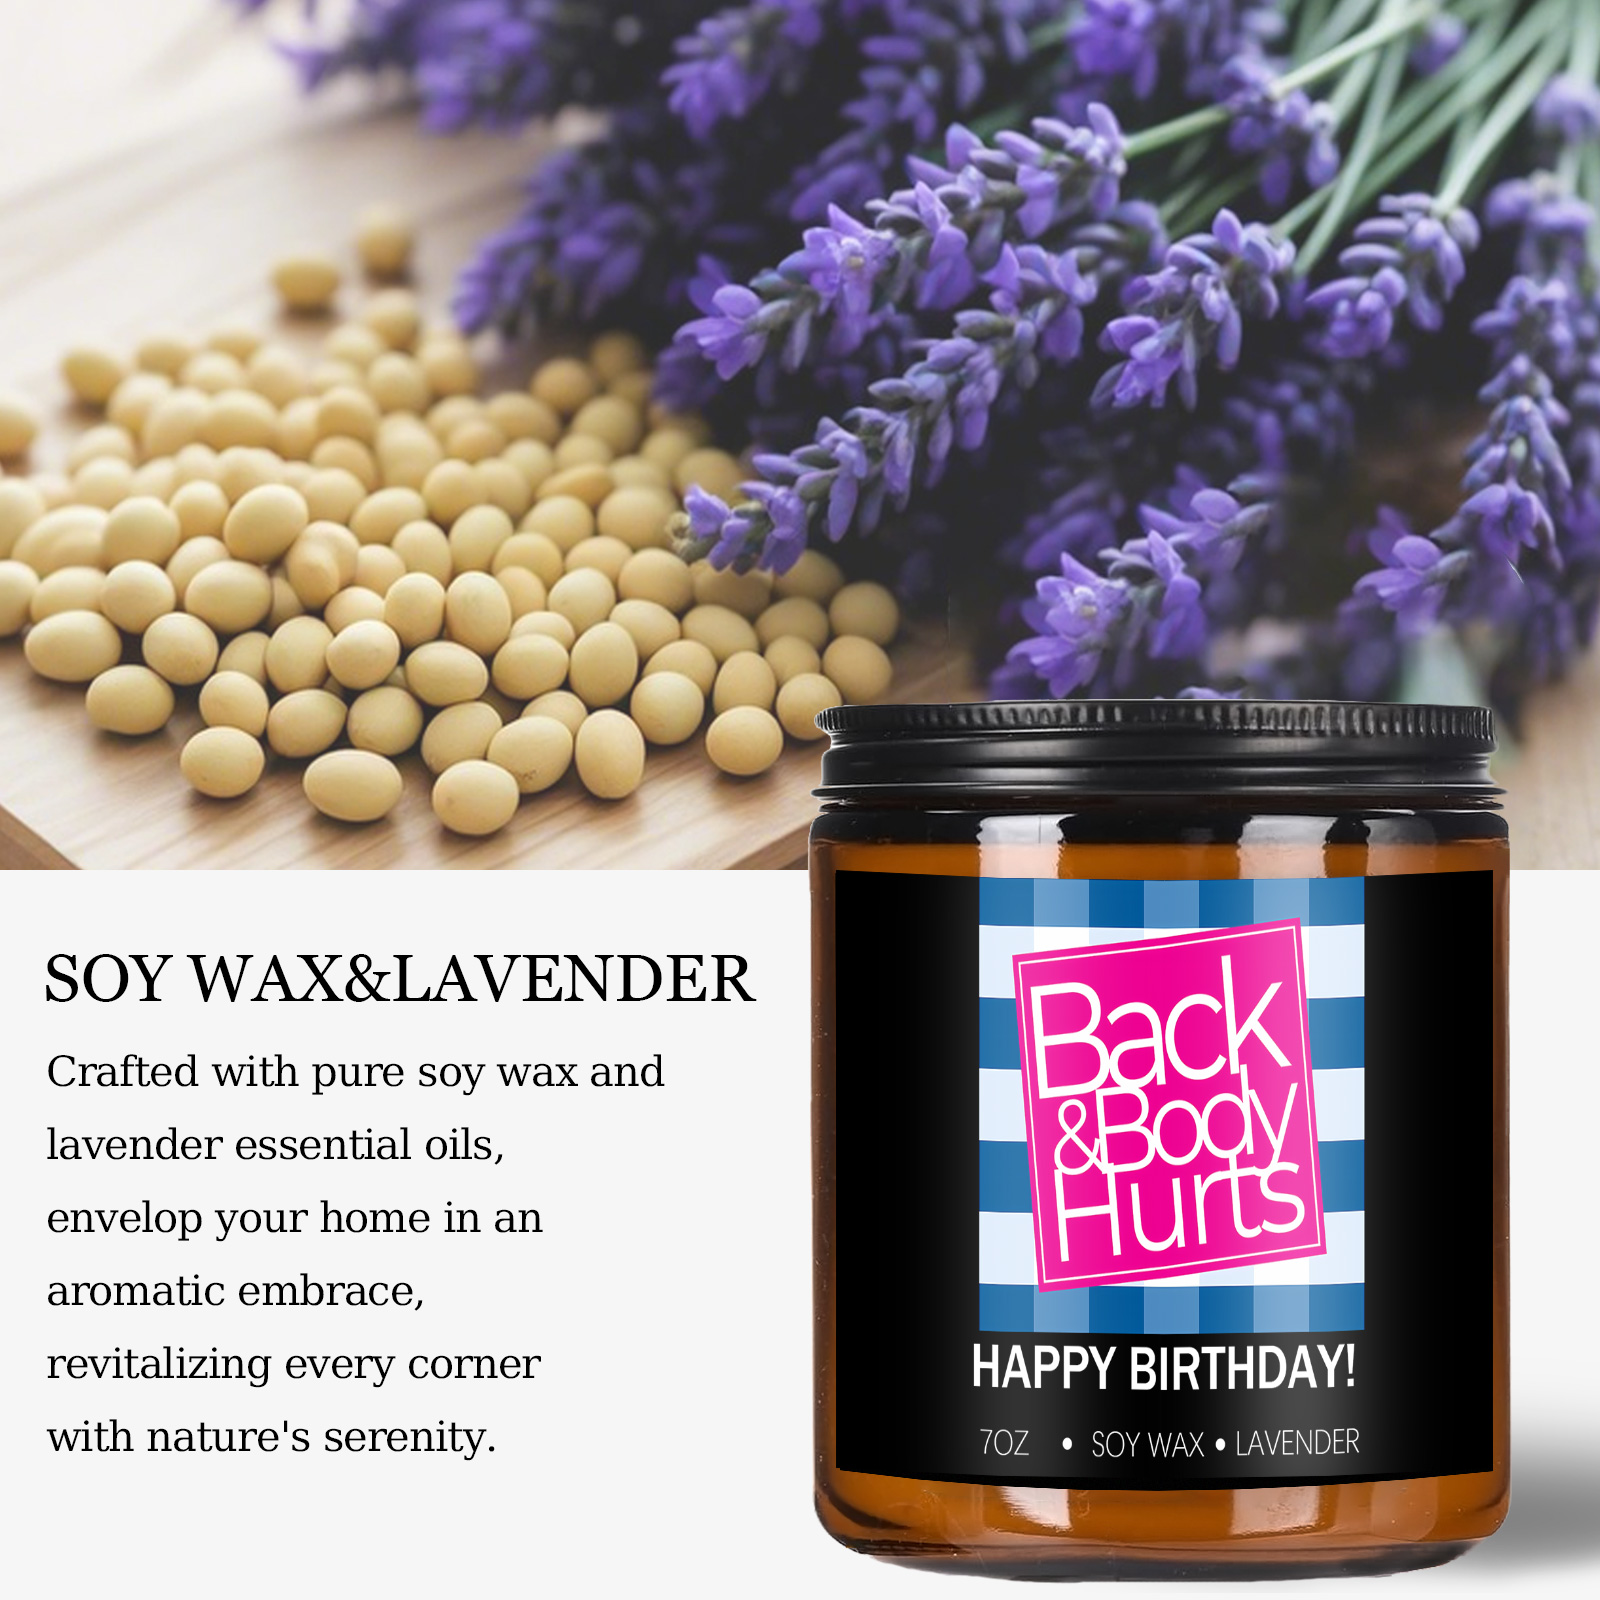 SOY WAX&LAVENDER
Crafted with pure soy wax and
lavender essential oils,
envelop your home in an
aromatic embrace,
revitalizing every corner
with nature's serenity.
Back
&Body
Hurts
HAPPY BIRTHDAY!
7OZ • SOY WAX • LAVENDER